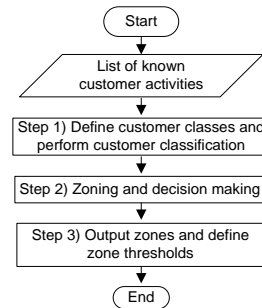 Start
List of known
customer activities
Step 1) Define customer classes and
perform customer classification
Step 2) Zoning and decision making
Step 3) Output zones and define
zone thresholds
End